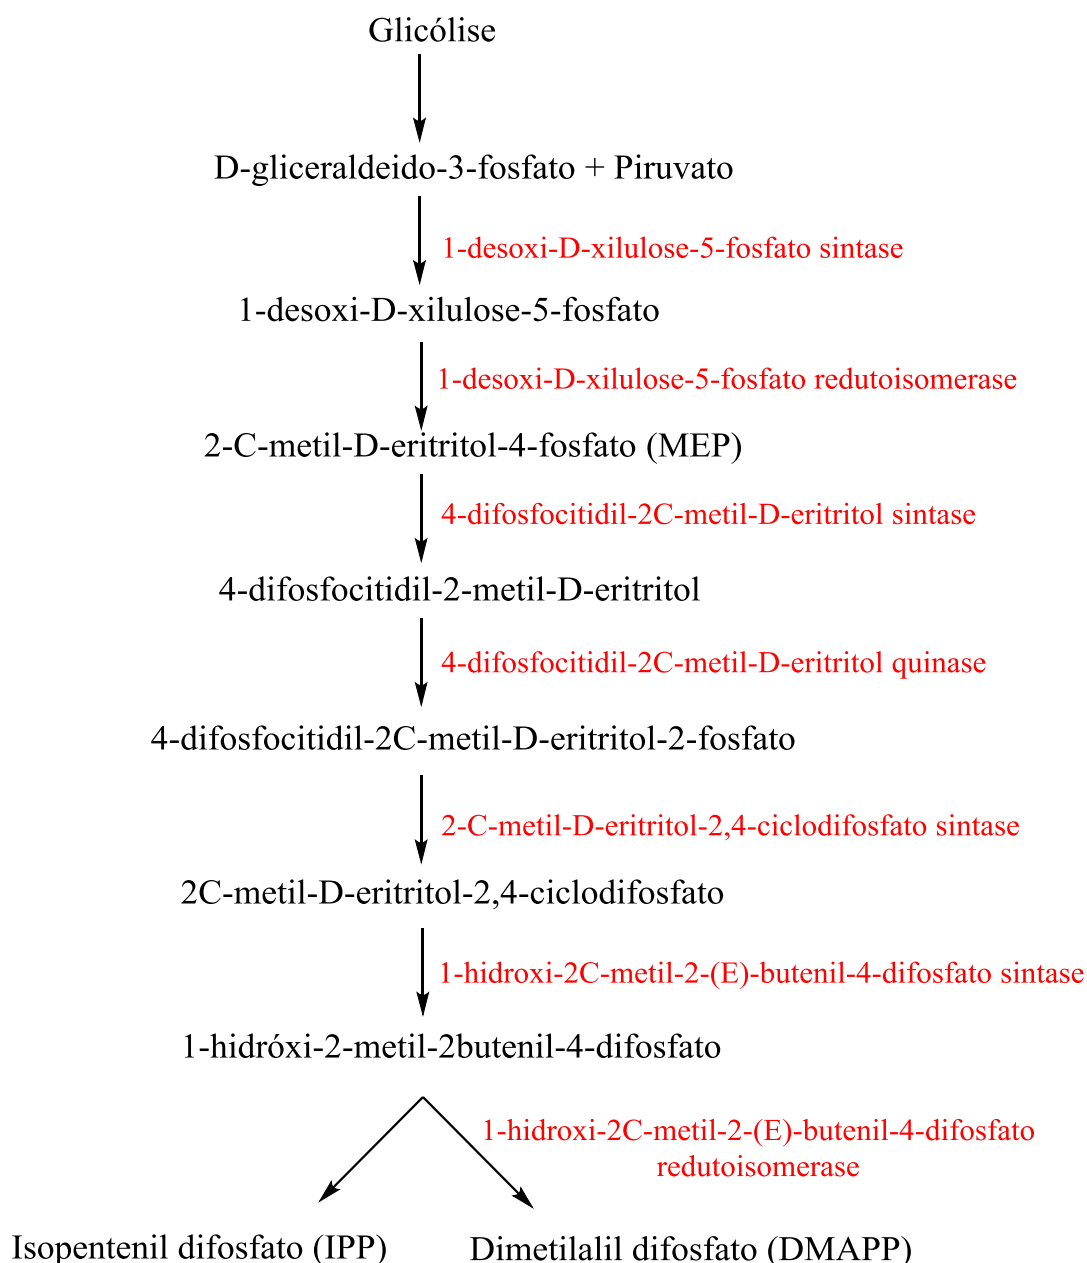 Glicólise
D-gliceraldeido-3-fosfato + Piruvato
1-desoxi-D-xilulose-5-fosfato sintase
1-desoxi-D-xilulose-5-fosfato
1-desoxi-D-xilulose-5-fosfato redutoisomerase
2-C-metil-D-eritritol-4-fosfato (MEP)
4-difosfocitidil-2C-metil-D-eritritol sintase
4-difosfocitidil-2-metil-D-eritritol
4-difosfocitidil-2C-metil-D-eritritol quinase
4-difosfocitidil-2C-metil-D-eritritol-2-fosfato
2-C-metil-D-eritritol-2,4-ciclodifosfato sintase
2C-metil-D-eritritol-2,4-ciclodifosfato
1-hidroxi-2C-metil-2-(E)-butenil-4-difosfato sintase
1-hidróxi-2-metil-2butenil-4-difosfato
1-hidroxi-2C-metil-2-(E)-butenil-4-difosfato
redutoisomerase
Isopentenil difosfato (IPP)
Dimetilalil difosfato (DMAPP)